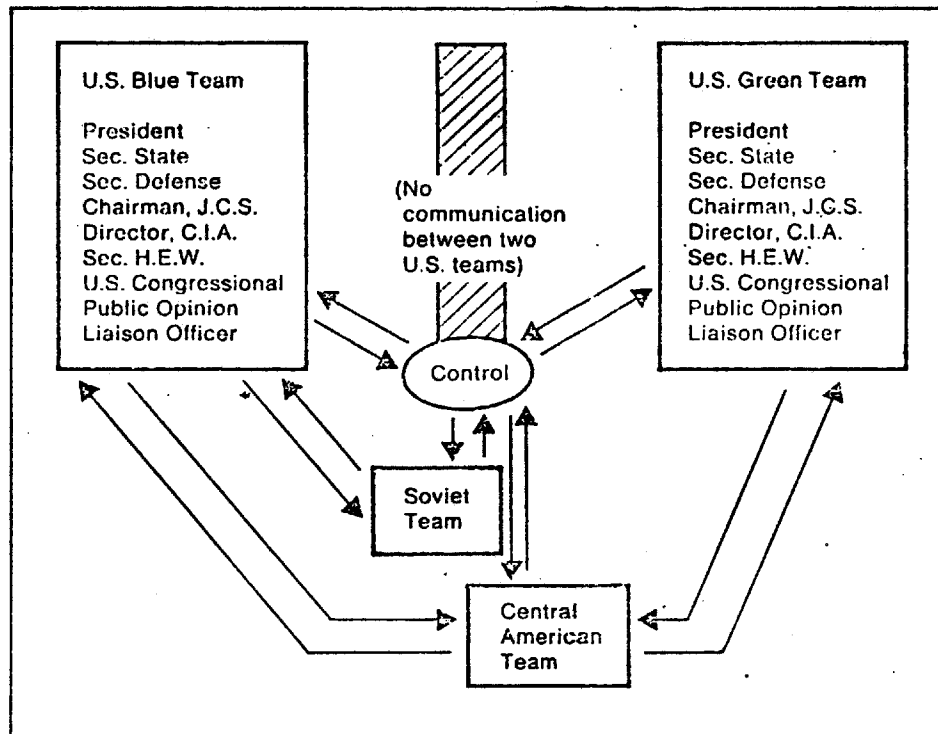 U.S. Blue Team
President
Sec. State
Sec. Defense
Chairman, J.C.S.
Director, C.I.A.
Sec. H.E.W.
U.S. Congressional
Public Opinion
Liaison Officer
(No
communication
between two
U.S. teams)
U.S. Green Team
President
Sec. State
Sec. Defense
Chairman, J.C.S.
Director, C.I.A.
Sec. H.E.W.
U.S. Congressional
Public Opinion
Liaison Officer
Control
Soviet
Team
Central
American
Team